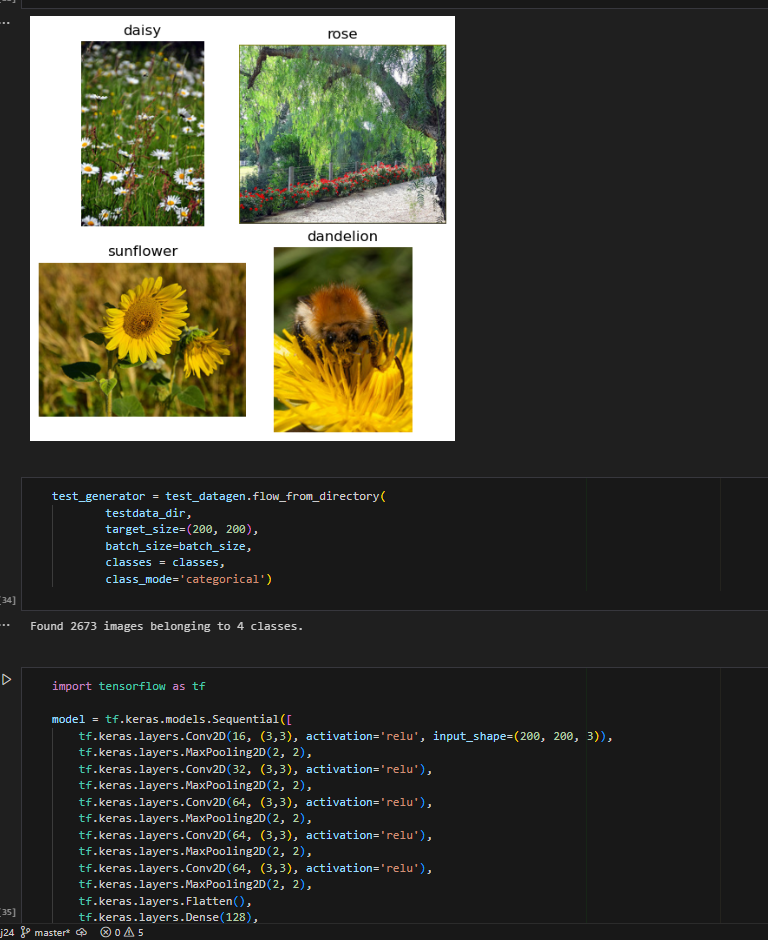 daisy
rose
sunflower
dandelion
test_generator = test_datagen.flow_from_directory(
testdata_dir,
target_size=(200, 200),
batch_size=batch_size,
classes = classes,
class_mode='categorical')
34]
Found 2673 images belonging to 4 classes.
import tensorflow as tf
model = tf.keras.models.Sequential([
tf.keras.layers.Conv2D(16, (3,3), activation='relu', input_shape=(200, 200, 3)),
tf.keras.layers.MaxPooling2D(2, 2),
tf.keras.layers.Conv2D(32, (3,3), activation='relu'),
tf.keras.layers.MaxPooling2D(2, 2),
tf.keras.layers.Conv2D(64, (3,3), activation='relu'),
tf.keras.layers.MaxPooling2D(2, 2),
tf.keras.layers.Conv2D(64, (3,3), activation='relu'),
tf.keras.layers.MaxPooling2D(2, 2),
tf.keras.layers.Conv2D(64, (3,3), activation='relu'),
tf.keras.layers.MaxPooling2D(2, 2),
tf.keras.layers.Flatten(),
35]
tf.keras.layers.Dense(128),
j24 master* 0 5